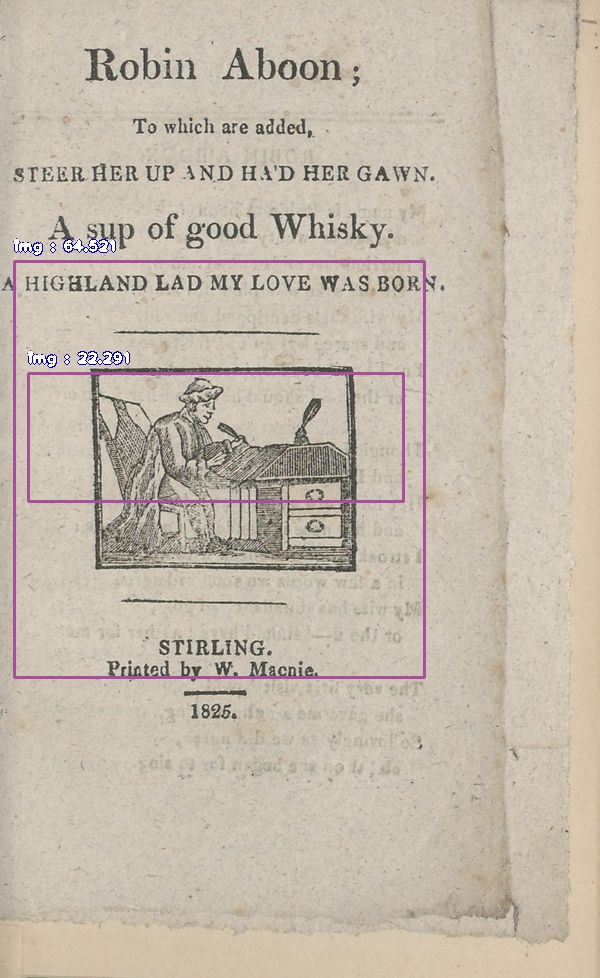 Robin Aboon;
To which are added,
STEER HER UP AND HA'D HER GAWN.
A sup of good Whisky.
img : 64.521
A HIGHLAND LAD MY LOVE WAS BORN.
img : 22.291
STIRLING.
Printed by W. Macnie.
1825.